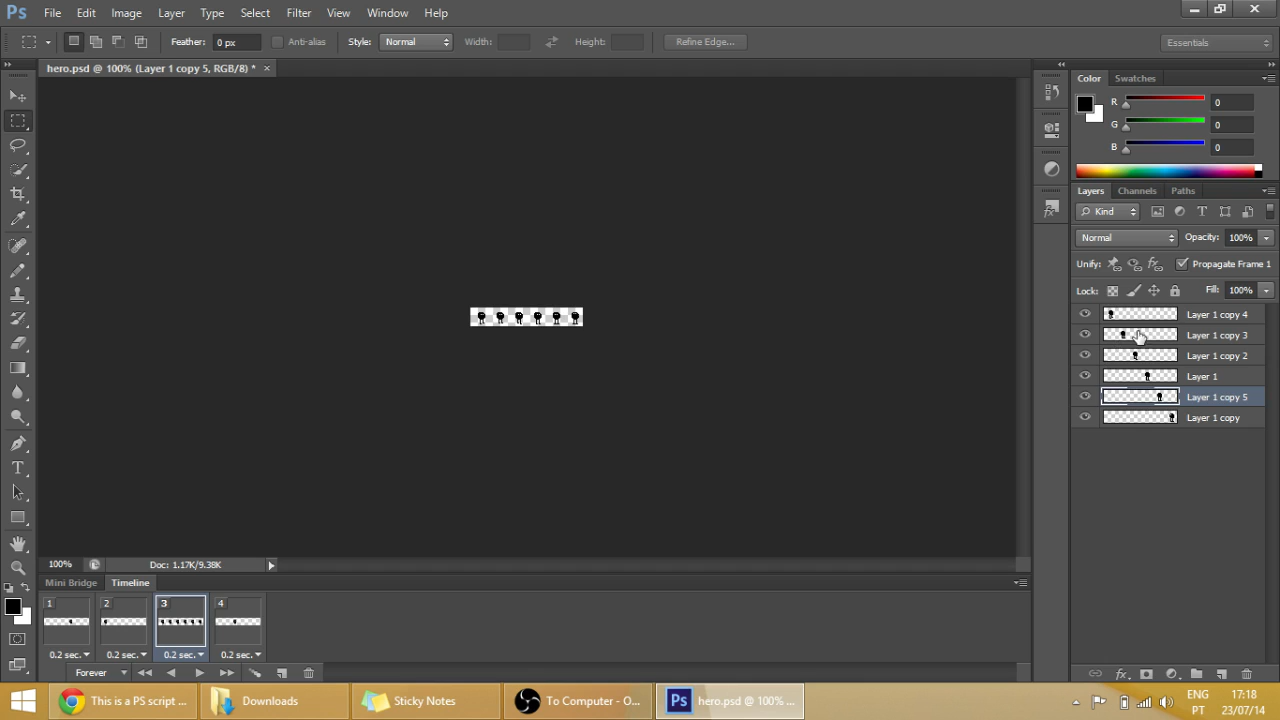 Ps File Edit Image Layer Type Select Filter 3D View Window Help
Feather: 0 px Anti-alias Style: Normal Width: Height: Refine Edge... Essentials
hero.psd @ 100% (Layer 1 copy 5, RGB/8) * ×
Color Swatches
R 0
G 0
B 0
Layers Channels Paths
Kind
Normal Opacity: 100%
Unify: Propagate Frame 1
Lock: Fill: 100%
Layer 1 copy 4
Layer 1 copy 3
Layer 1 copy 2
Layer 1
Layer 1 copy 5
Layer 1 copy
100% Doc: 1.17K/9.38K
Mini Bridge Timeline
1 2 3 4
0.2 sec. 0.2 sec. 0.2 sec. 0.2 sec.
Forever
This is a PS script ... Downloads Sticky Notes To Computer - O... Ps hero.psd @ 100% ...
ENG 17:18
PT 23/07/14